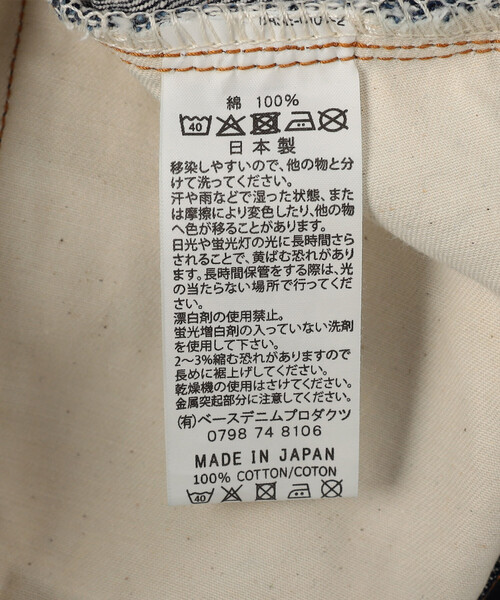 綿 100%
40
日本製
移染しやすいので、他の物と分
けて洗ってください。
汗や雨などで湿った状態、また
は摩擦により変色したり、他の物
へ色が移ることがあります。
日光や蛍光灯の光に長時間さら
されることで、黄ばむ恐れがあり
ます。長時間保管をする際は、光
の当たらない場所で行ってくだ
さい。
漂白剤の使用禁止。
蛍光増白剤の入っていない洗剤
を使用して下さい。
2〜3%縮む恐れがありますので
長めに裾上げしてください。
乾燥機の使用はさけてください。
金属突起部分に注意してください。
(有)ベースデニムプロダクツ
0798 74 8106
MADE IN JAPAN
100% COTTON/COTON
40